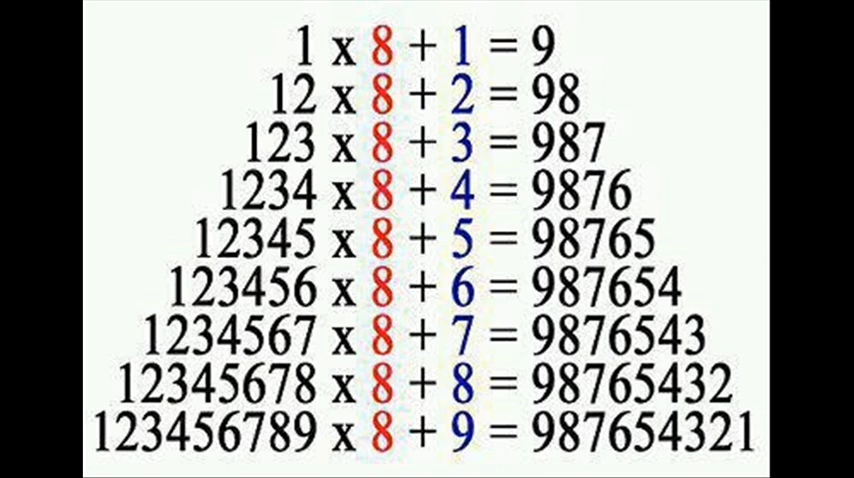 1 x 8 + 1 = 9
12 x 8 + 2 = 98
123 x 8 + 3 = 987
1234 x 8 + 4 = 9876
12345 x 8 + 5 = 98765
123456 x 8 + 6 = 987654
1234567 x 8 + 7 = 9876543
12345678 x 8 + 8 = 98765432
123456789 x 8 + 9 = 987654321